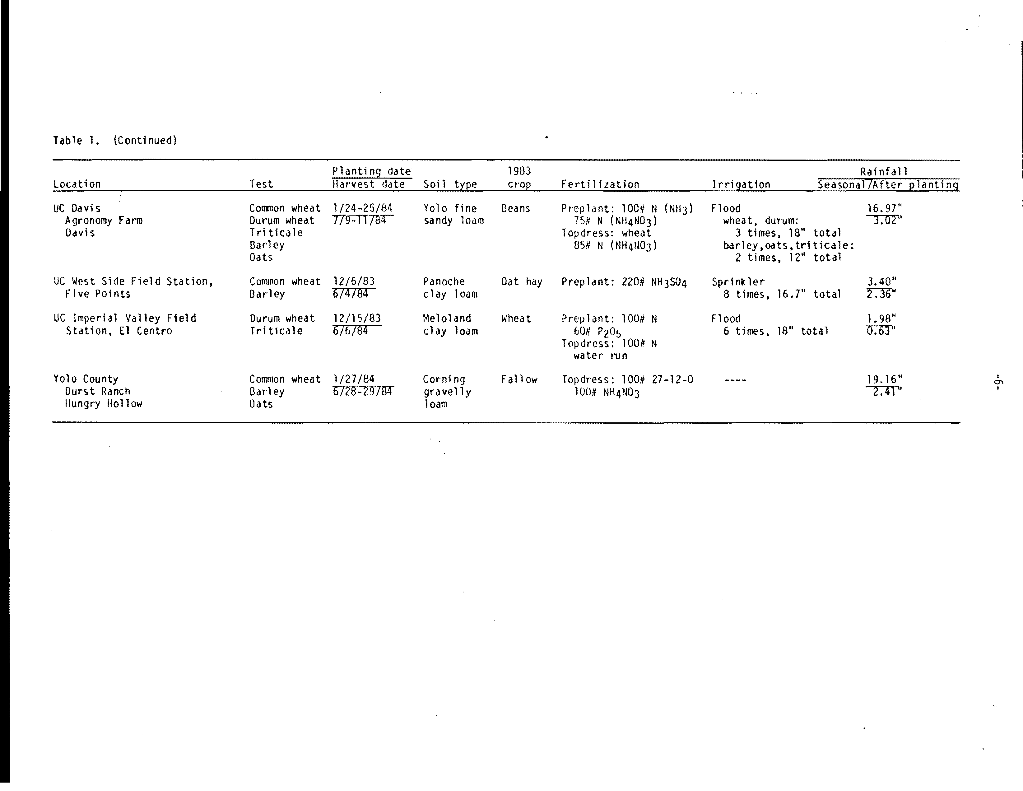 Table 1. (Continued)
Planting date 1983 Rainfall
Location Test Harvest date Soil type crop Fertilization Irrigation Seasonal/After planting
UC Davis Common wheat 1/24-25/84 Yolo fine Beans Preplant: 100# N (NH3) Flood 16.97"
Agronomy Farm Durum wheat 7/9-11/84 sandy loam 75# N (NH4NO3) wheat, durum: 3.02"
Davis Triticale Topdress: wheat 3 times, 18" total
Barley 85# N (NH4NO3) barley,oats,triticale:
Oats 2 times, 12" total
UC West Side Field Station, Common wheat 12/6/83 Panoche Oat hay Preplant: 220# NH3SO4 Sprinkler 3.40"
Five Points Barley 6/4/84 clay loam 8 times, 16.7" total 2.36"
UC Imperial Valley Field Durum wheat 12/15/83 Meloland Wheat Preplant: 100# N Flood 1.98"
Station, El Centro Triticale 6/6/84 clay loam 60# P2O5 6 times, 18" total 0.63"
Topdress: 100# N
water run
Yolo County Common wheat 1/27/84 Corning Fallow Topdress: 100# 27-12-0 ---- 19.16"
Durst Ranch Barley 6/28-29/84 gravelly 100# NH4NO3 2.41"
Hungry Hollow Oats loam
-6-